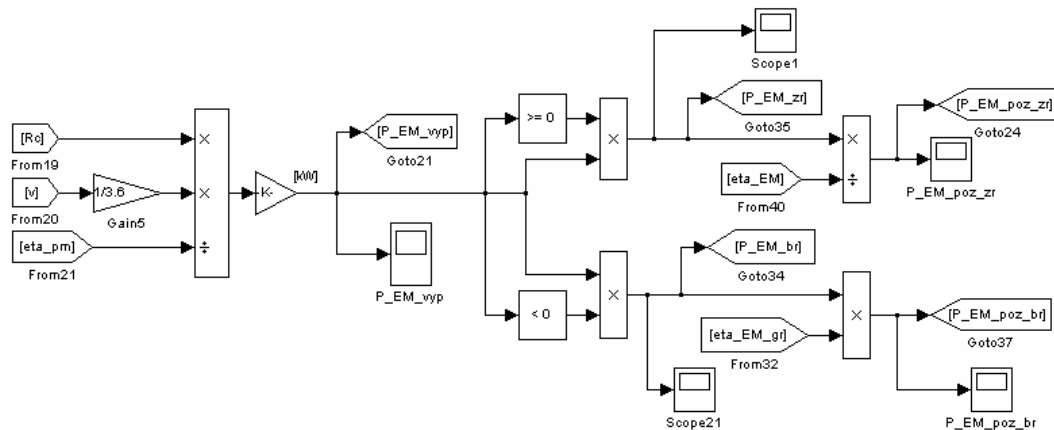 Scope1
[P_EM_zr]
Goto35
[P_EM_poz_zr]
Goto24
>= 0
[P_EM_vyp]
Goto21
[Rc]
From19
×
×
×
[kW]
P_EM_poz_zr
[eta_EM]
From40
÷
[v]
From20
1/3.6
Gain5
×
K-
[eta_pm]
From21
÷
P_EM_vyp
[P_EM_br]
Goto34
×
< 0
[eta_EM_gr]
From32
×
[P_EM_poz_br]
Goto37
Scope21
P_EM_poz_br